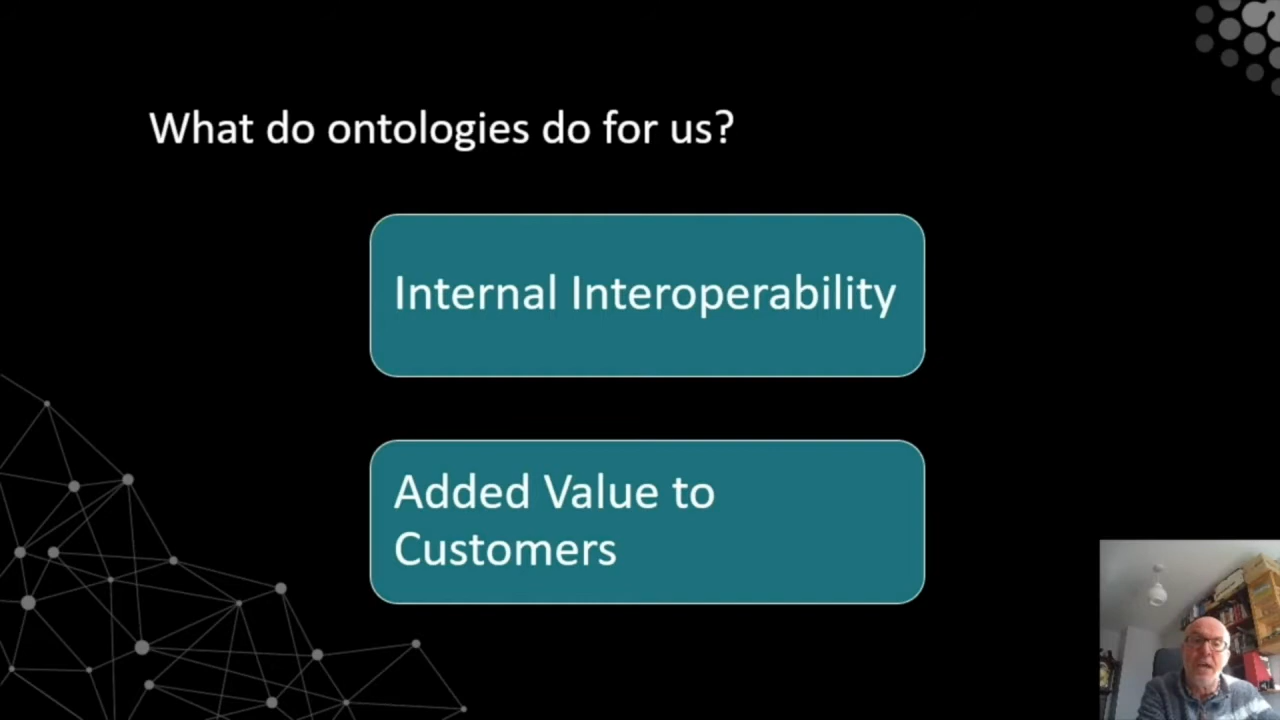 What do ontologies do for us?
Internal Interoperability
Added Value to
Customers